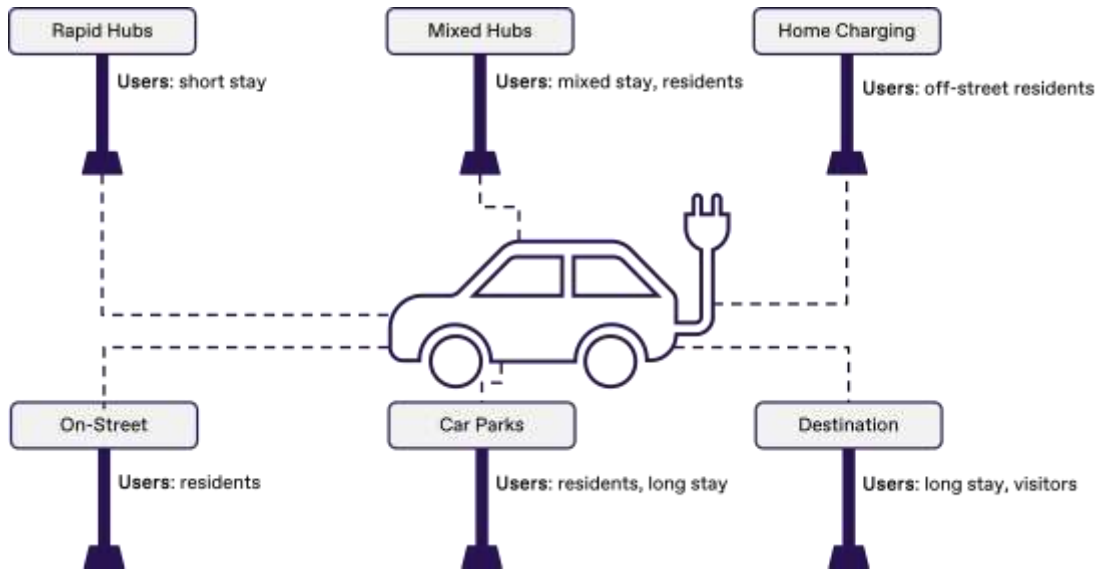 Rapid Hubs
Users: short stay
Mixed Hubs
Users: mixed stay, residents
Home Charging
Users: off-street residents
On-Street
Users: residents
Car Parks
Users: residents, long stay
Destination
Users: long stay, visitors